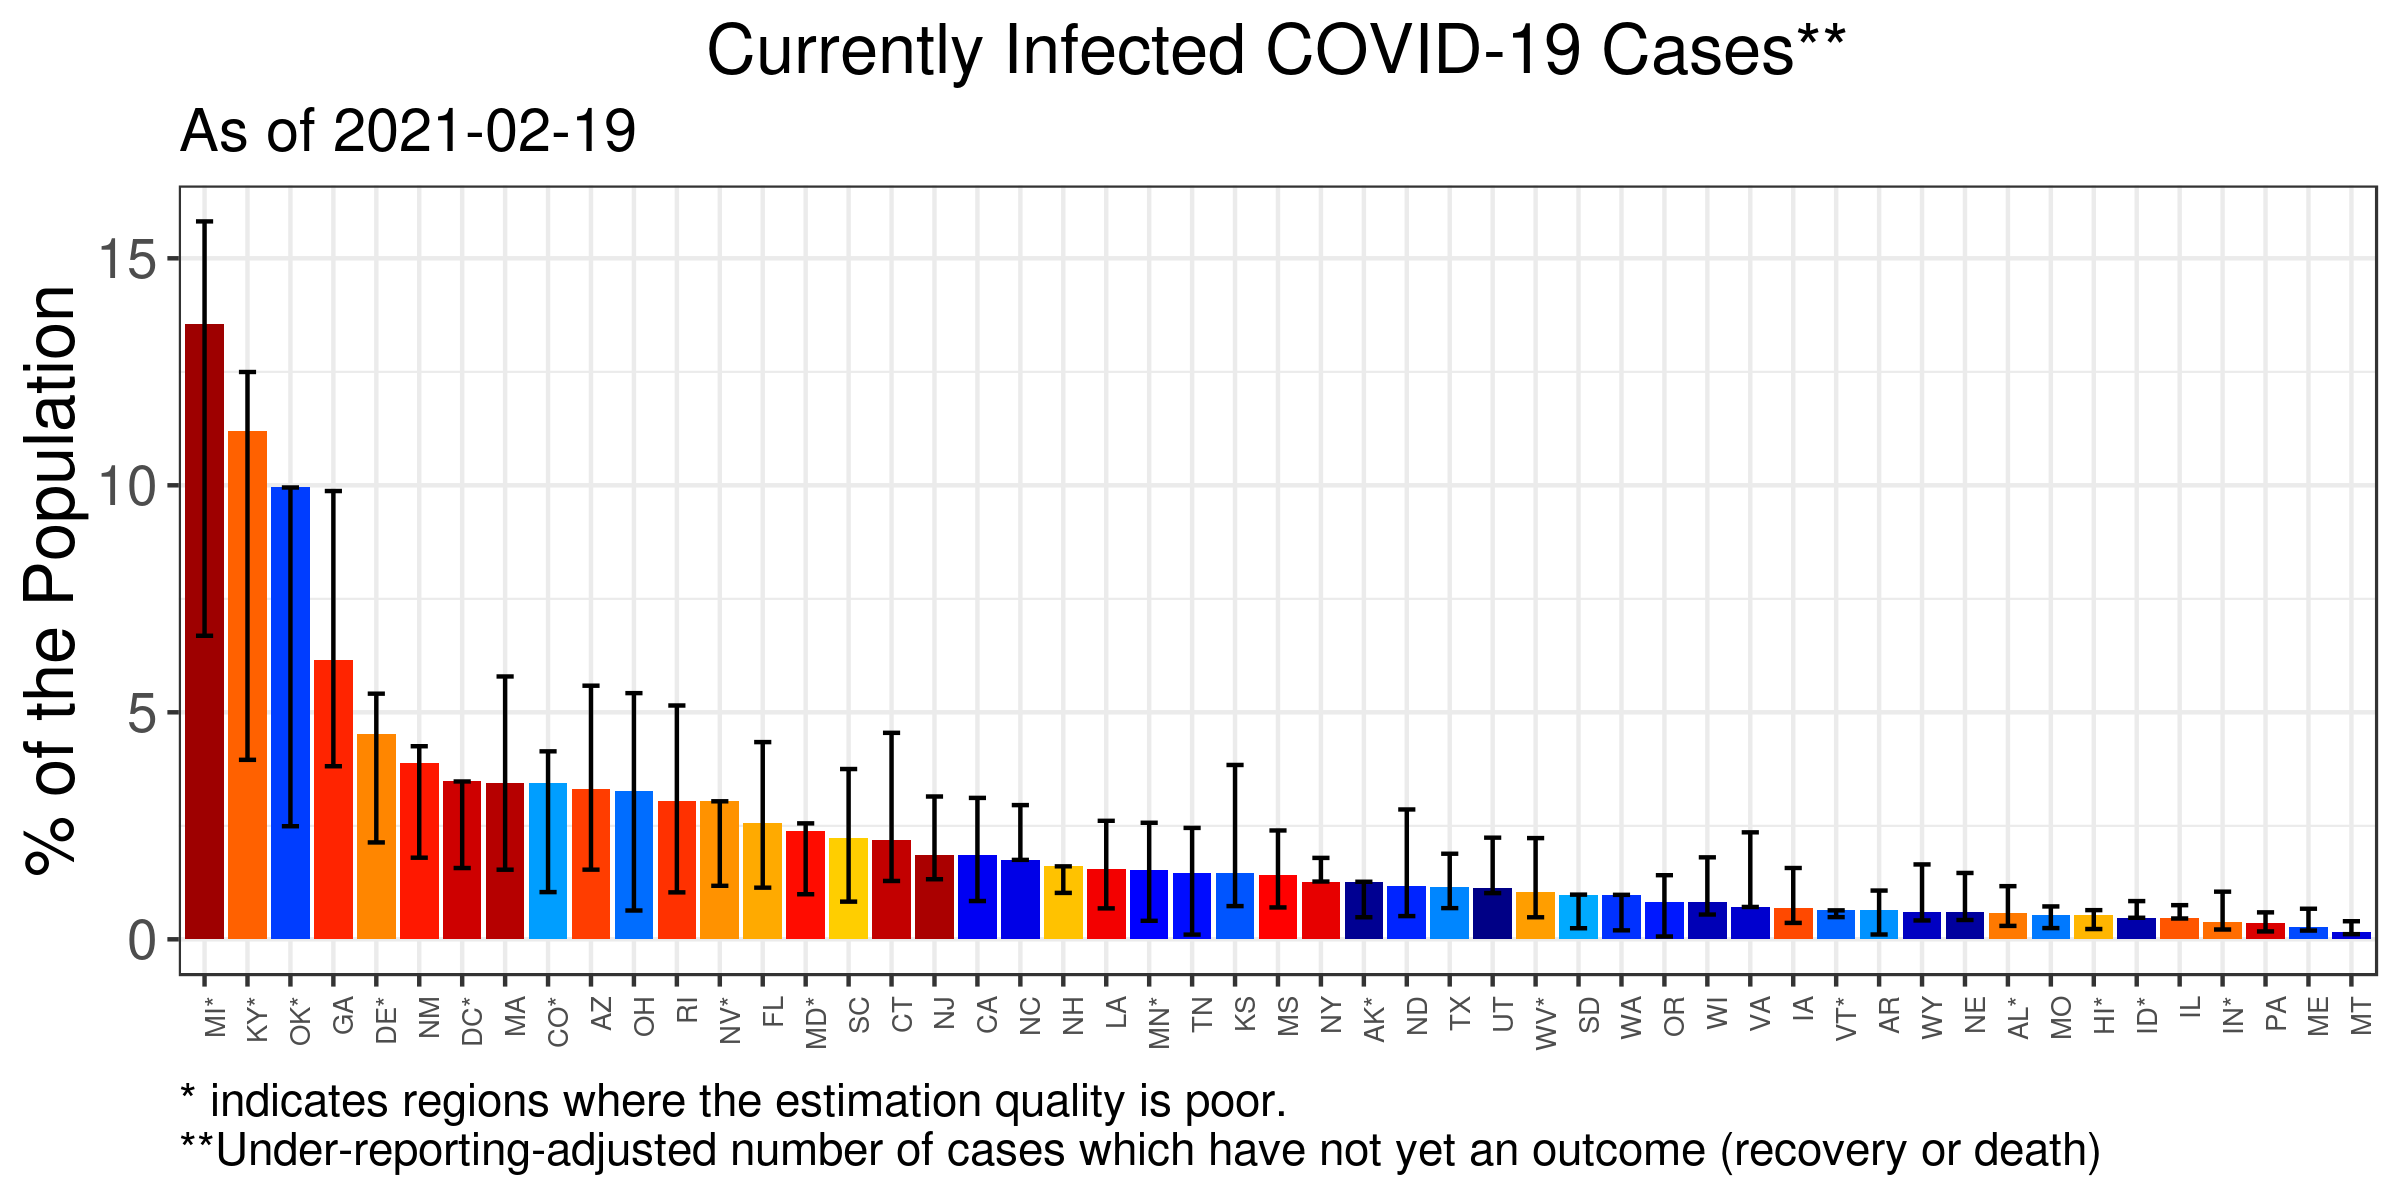 Currently Infected COVID-19 Cases**
As of 2021-02-19
% of the Population
15
10
5
0
MI* KY* OK* GA DE* NM DC* MA CO* AZ OH RI NV* FL MD* SC CT NJ CA NC NH LA MN* TN KS MS NY AK* ND TX UT WV* SD WA OR WI VA IA VT* AR WY NE AL* MO HI* ID* IL IN* PA ME MT
* indicates regions where the estimation quality is poor.
**Under-reporting-adjusted number of cases which have not yet an outcome (recovery or death)